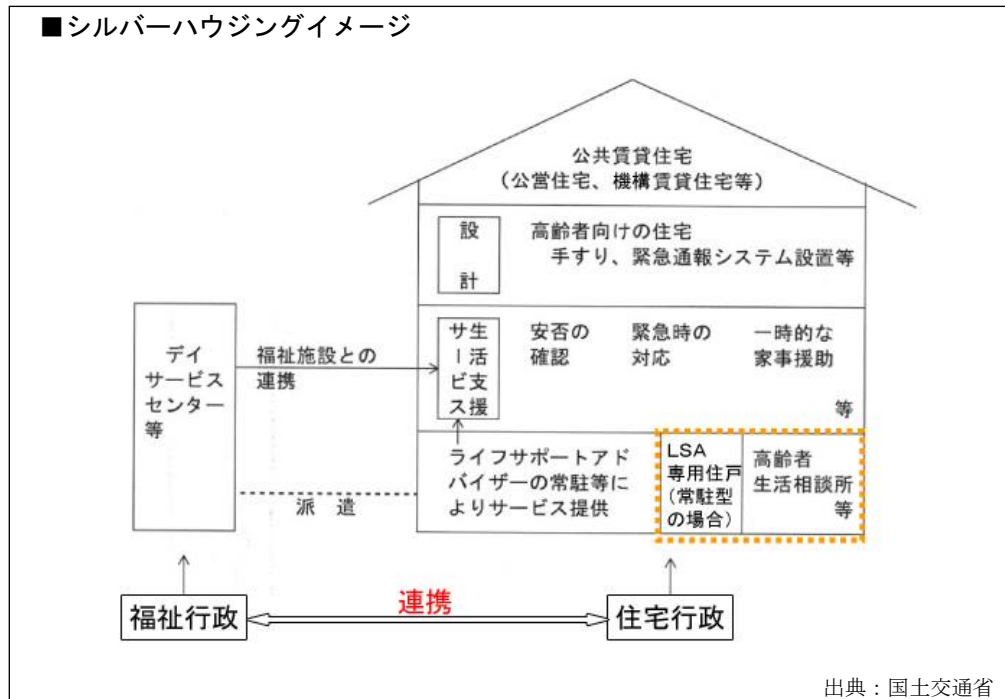 ■シルバーハウジングイメージ
公共賃貸住宅
（公営住宅、機構賃貸住宅等）
設計
高齢者向けの住宅
手すり、緊急通報システム設置等
デイ
サービス
センター
等
福祉施設との
連携
生活支援
サービス
安否の
確認
緊急時の
対応
一時的な
家事援助
等
派遣
ライフサポートアド
バイザーの常駐等に
よりサービス提供
LSA
専用住戸
（常駐型
の場合）
高齢者
生活相談所
等
福祉行政
連携
住宅行政
出典：国土交通省